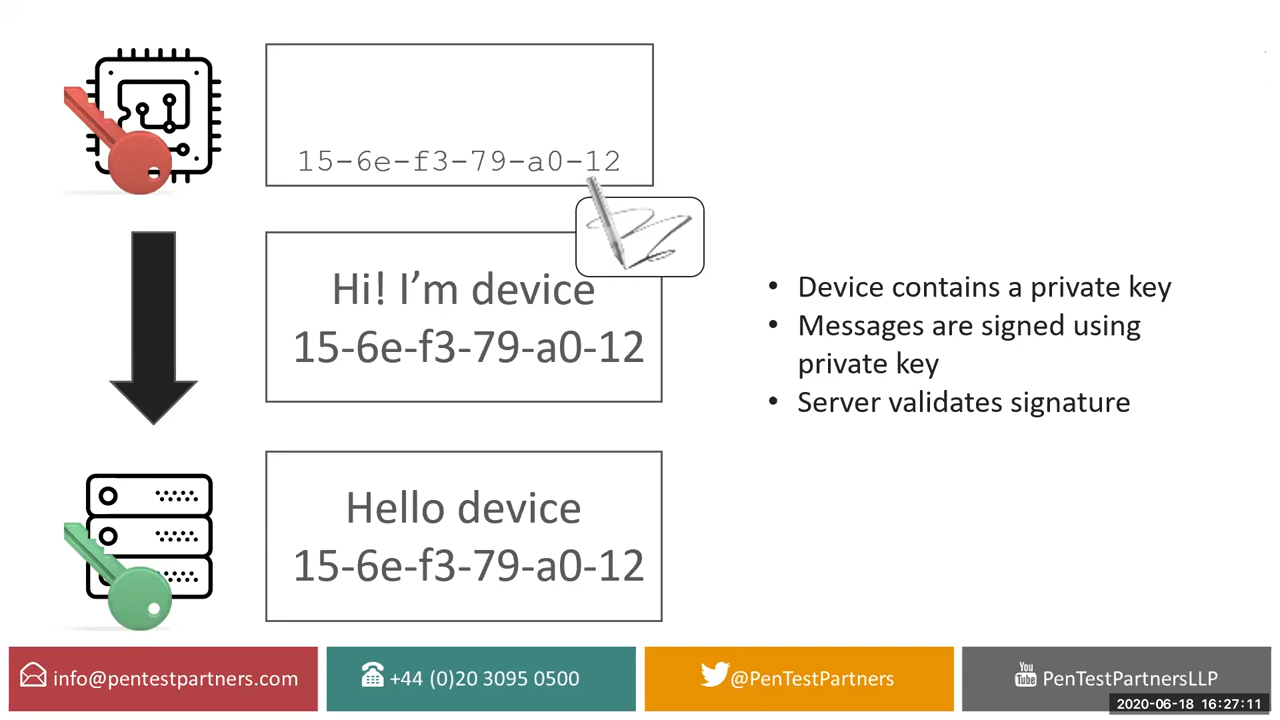 15-6e-f3-79-a0-12
Hi! I’m device
15-6e-f3-79-a0-12
Hello device
15-6e-f3-79-a0-12
• Device contains a private key
• Messages are signed using
private key
• Server validates signature
info@pentestpartners.com
+44 (0)20 3095 0500
@PenTestPartners
You
Tube
PenTestPartnersLLP
2020-06-18 16:27:11